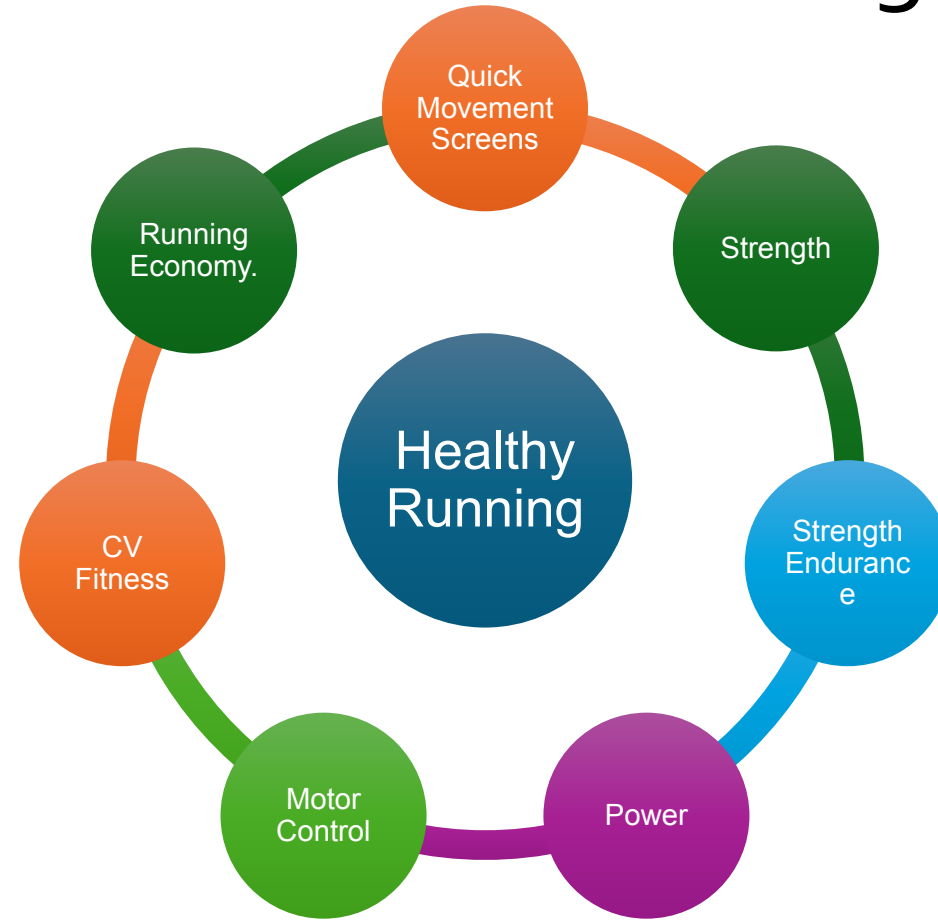 g
Quick
Movement
Screens
Running
Economy.
Strength
Healthy
Running
CV
Fitness
Strength
Enduranc
e
Motor
Control
Power